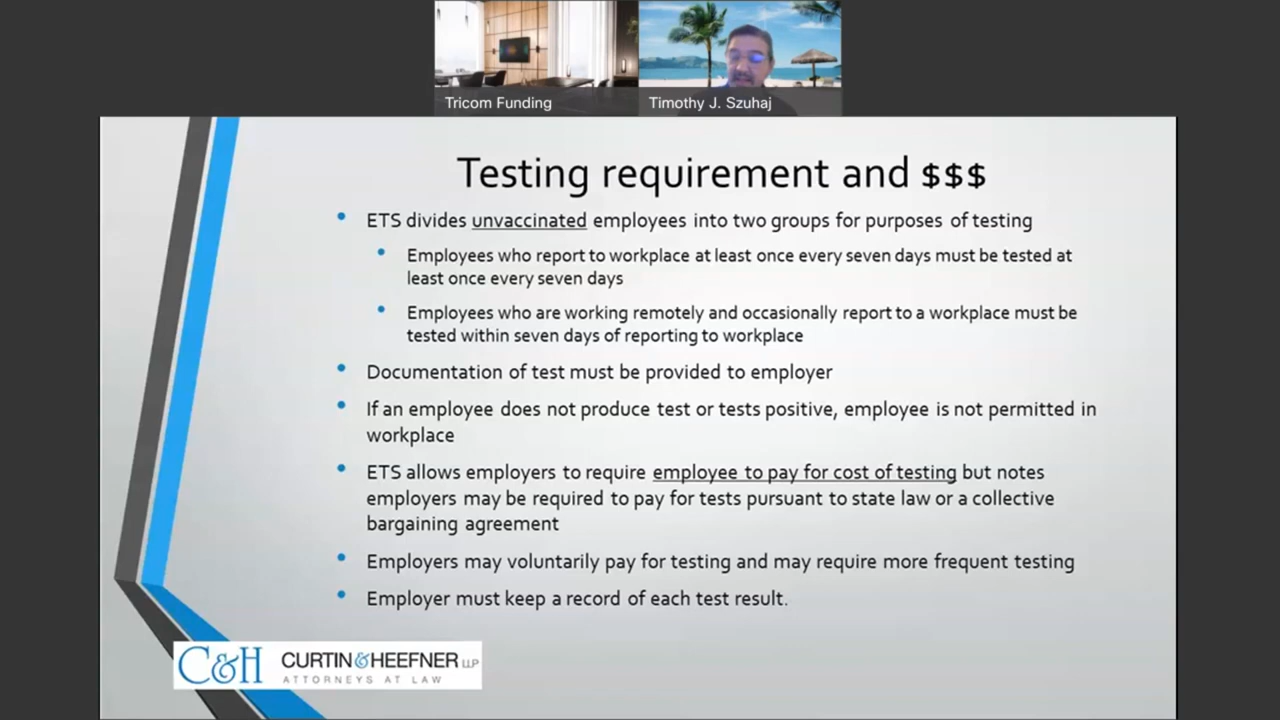 Tricom Funding
Timothy J. Szuhaj
Testing requirement and $$$
• ETS divides unvaccinated employees into two groups for purposes of testing
• Employees who report to workplace at least once every seven days must be tested at
least once every seven days
• Employees who are working remotely and occasionally report to a workplace must be
tested within seven days of reporting to workplace
• Documentation of test must be provided to employer
• If an employee does not produce test or tests positive, employee is not permitted in
workplace
• ETS allows employers to require employee to pay for cost of testing but notes
employers may be required to pay for tests pursuant to state law or a collective
bargaining agreement
• Employers may voluntarily pay for testing and may require more frequent testing
• Employer must keep a record of each test result.
C&H CURTIN&HEEFNER LLP
ATTORNEYS AT LAW